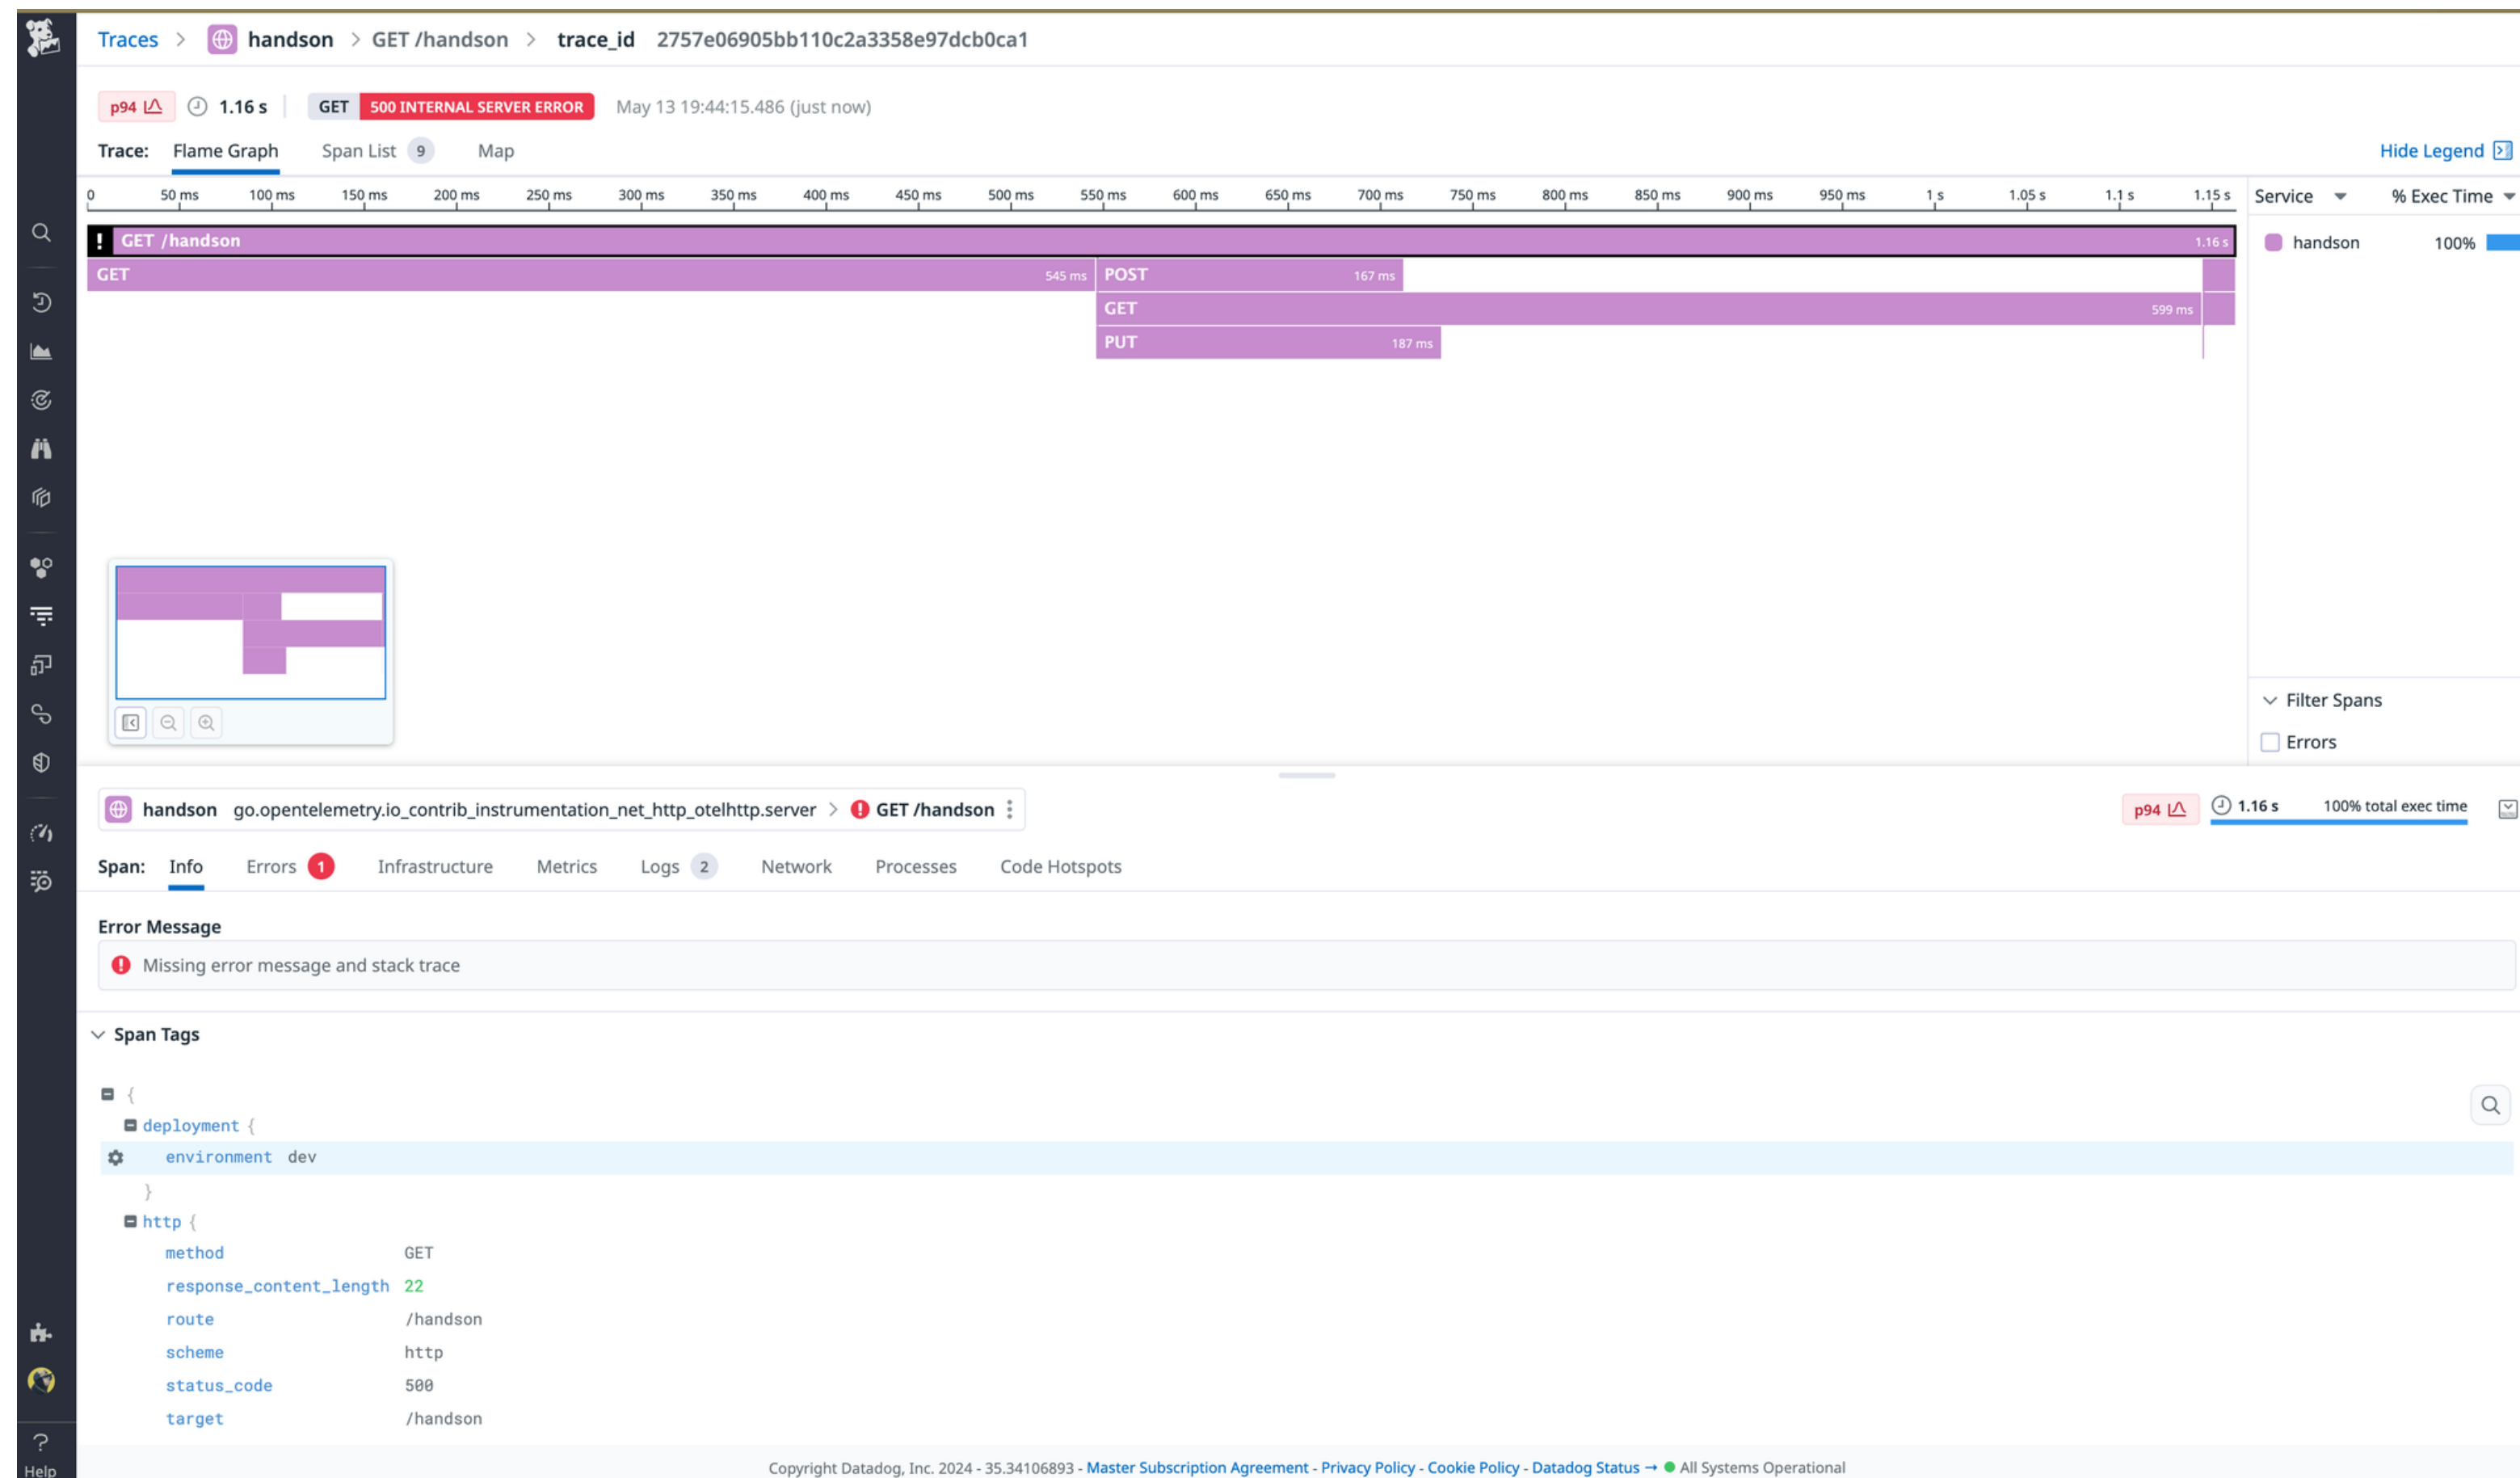 Traces > handson > GET /handson > trace_id 2757e06905bb110c2a3358e97dcb0ca1
p94 1.16 s GET 500 INTERNAL SERVER ERROR May 13 19:44:15.486 (just now)
Trace: Flame Graph Span List 9 Map Hide Legend
0 50 ms 100 ms 150 ms 200 ms 250 ms 300 ms 350 ms 400 ms 450 ms 500 ms 550 ms 600 ms 650 ms 700 ms 750 ms 800 ms 850 ms 900 ms 950 ms 1 s 1.05 s 1.1 s 1.15 s Service % Exec Time
! GET /handson 1.16 s handson 100%
GET 545 ms POST 167 ms
GET 599 ms
PUT 187 ms
Filter Spans
Errors
handson go.opentelemetry.io_contrib_instrumentation_net_http_otelhttp.server > GET /handson p94 1.16 s 100% total exec time
Span: Info Errors 1 Infrastructure Metrics Logs 2 Network Processes Code Hotspots
Error Message
Missing error message and stack trace
Span Tags
{
deployment {
environment dev
}
http {
method GET
response_content_length 22
route /handson
scheme http
status_code 500
target /handson
Help
Copyright Datadog, Inc. 2024 - 35.34106893 - Master Subscription Agreement - Privacy Policy - Cookie Policy - Datadog Status → All Systems Operational